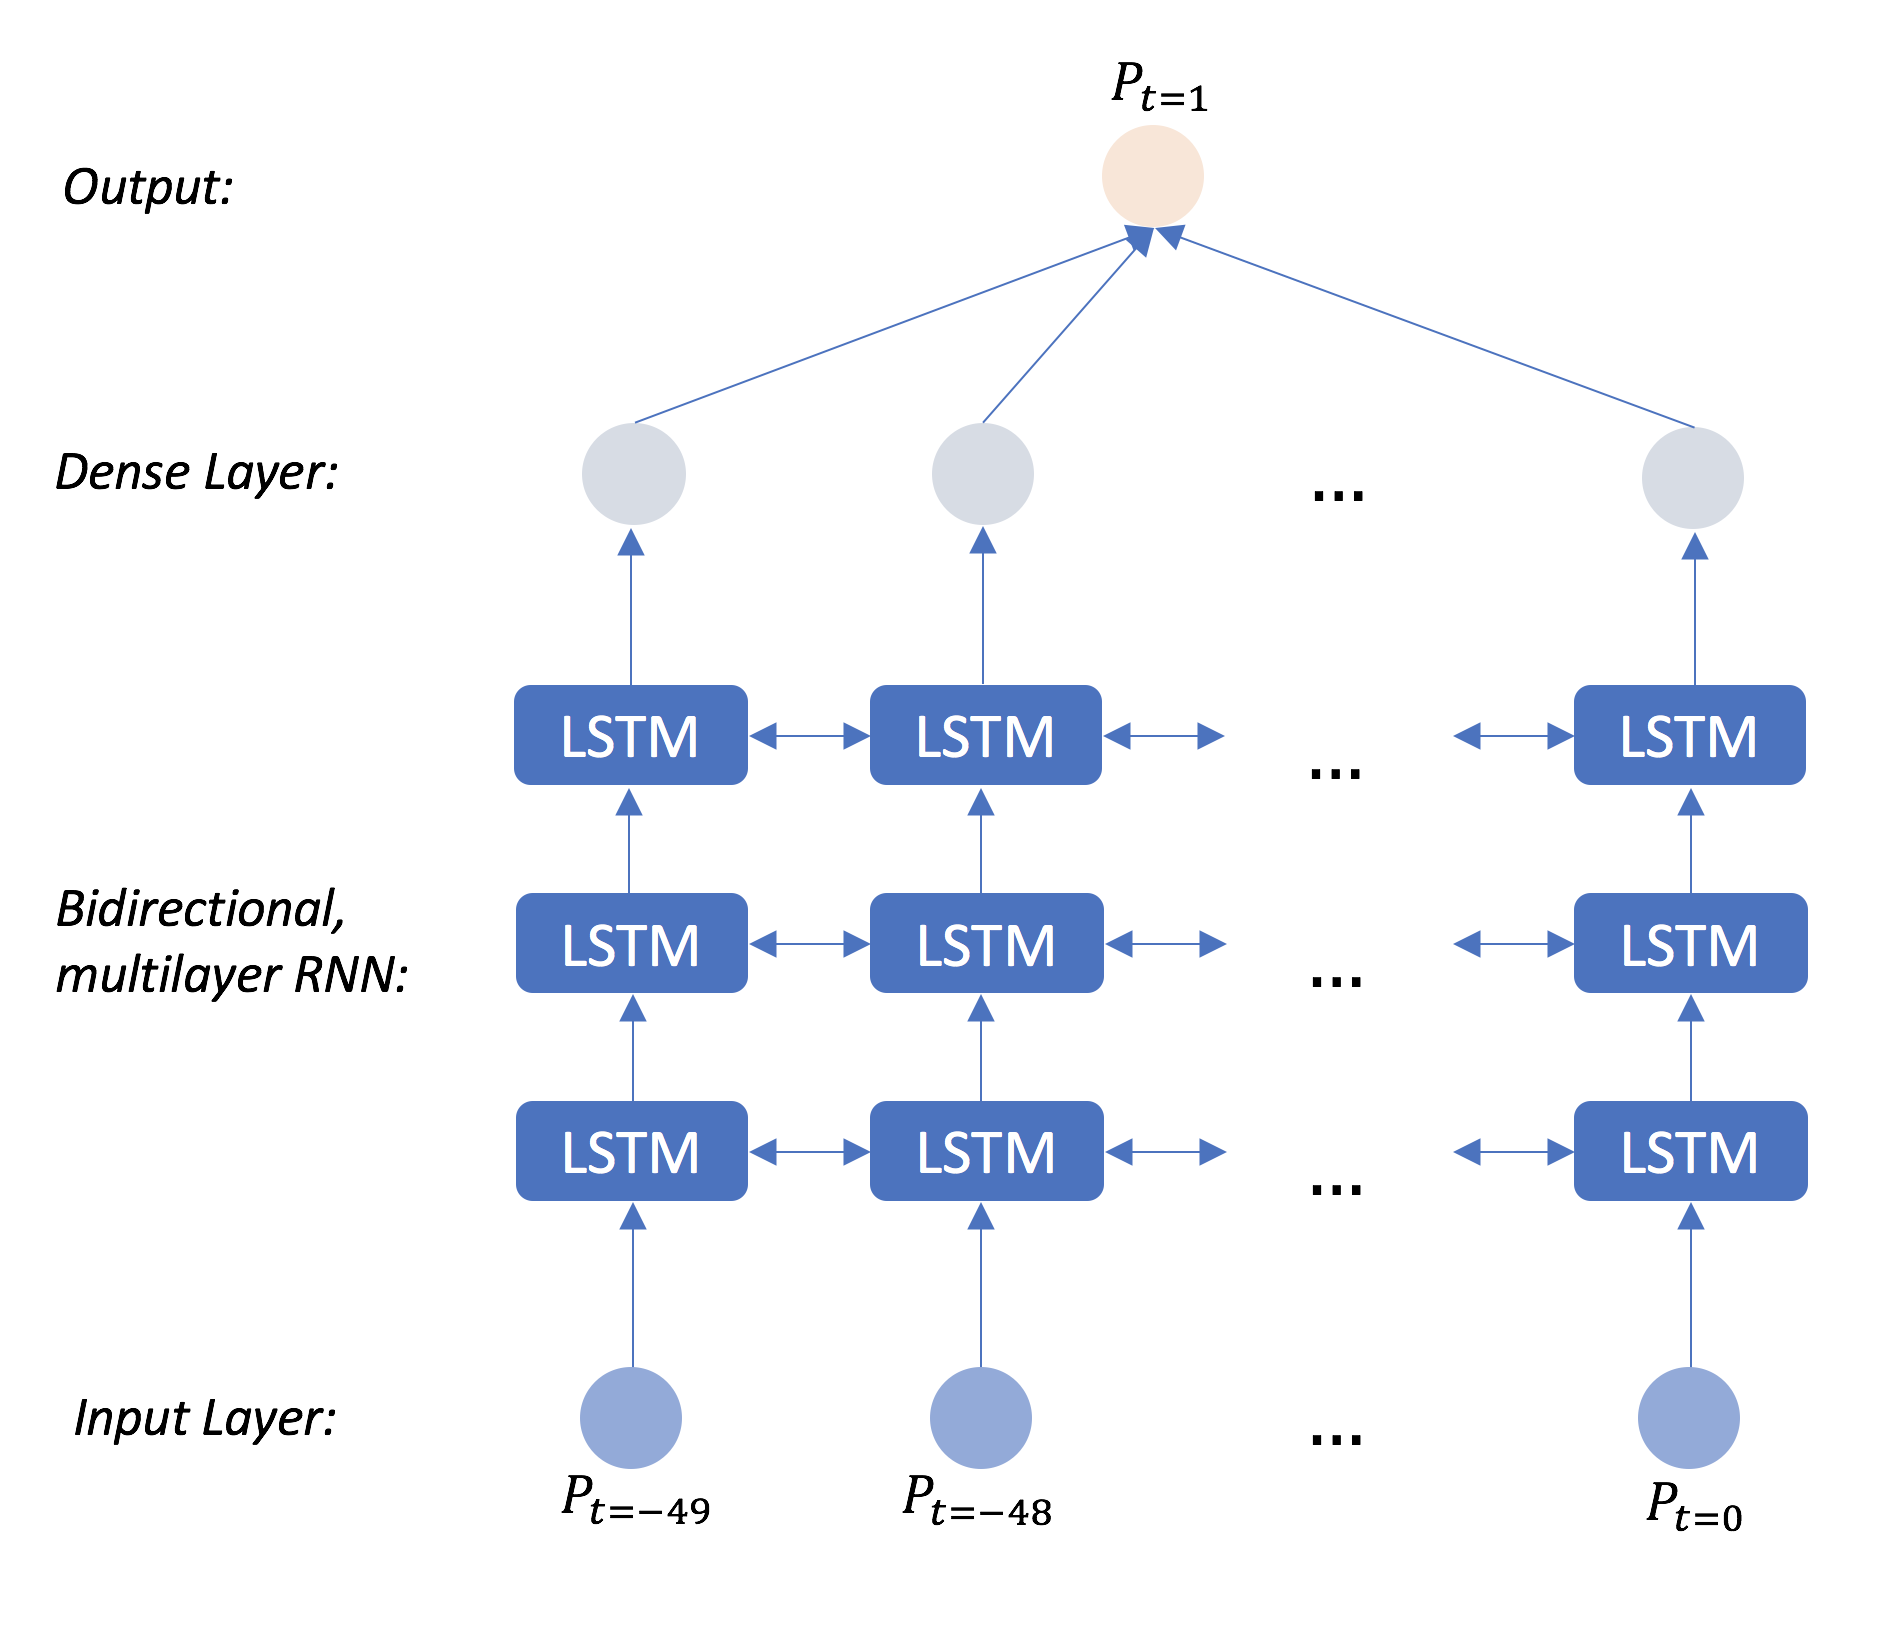 P_{t=1}
Output:
Dense Layer:
...
LSTM LSTM ... LSTM
Bidirectional,
multilayer RNN:
LSTM LSTM ... LSTM
LSTM LSTM ... LSTM
Input Layer:
...
P_{t=−49} P_{t=−48} P_{t=0}